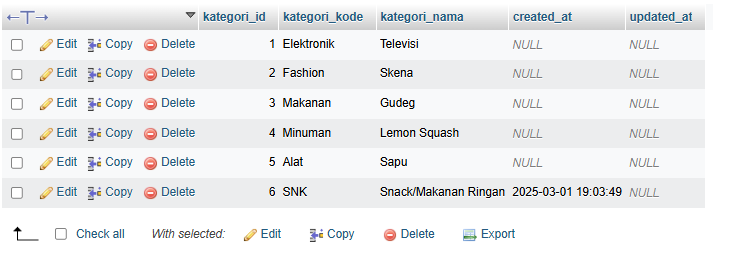 kategori_id kategori_kode kategori_nama created_at updated_at
Edit Copy Delete 1 Elektronik Televisi NULL NULL
Edit Copy Delete 2 Fashion Skena NULL NULL
Edit Copy Delete 3 Makanan Gudeg NULL NULL
Edit Copy Delete 4 Minuman Lemon Squash NULL NULL
Edit Copy Delete 5 Alat Sapu NULL NULL
Edit Copy Delete 6 SNK Snack/Makanan Ringan 2025-03-01 19:03:49 NULL
Check all With selected: Edit Copy Delete Export